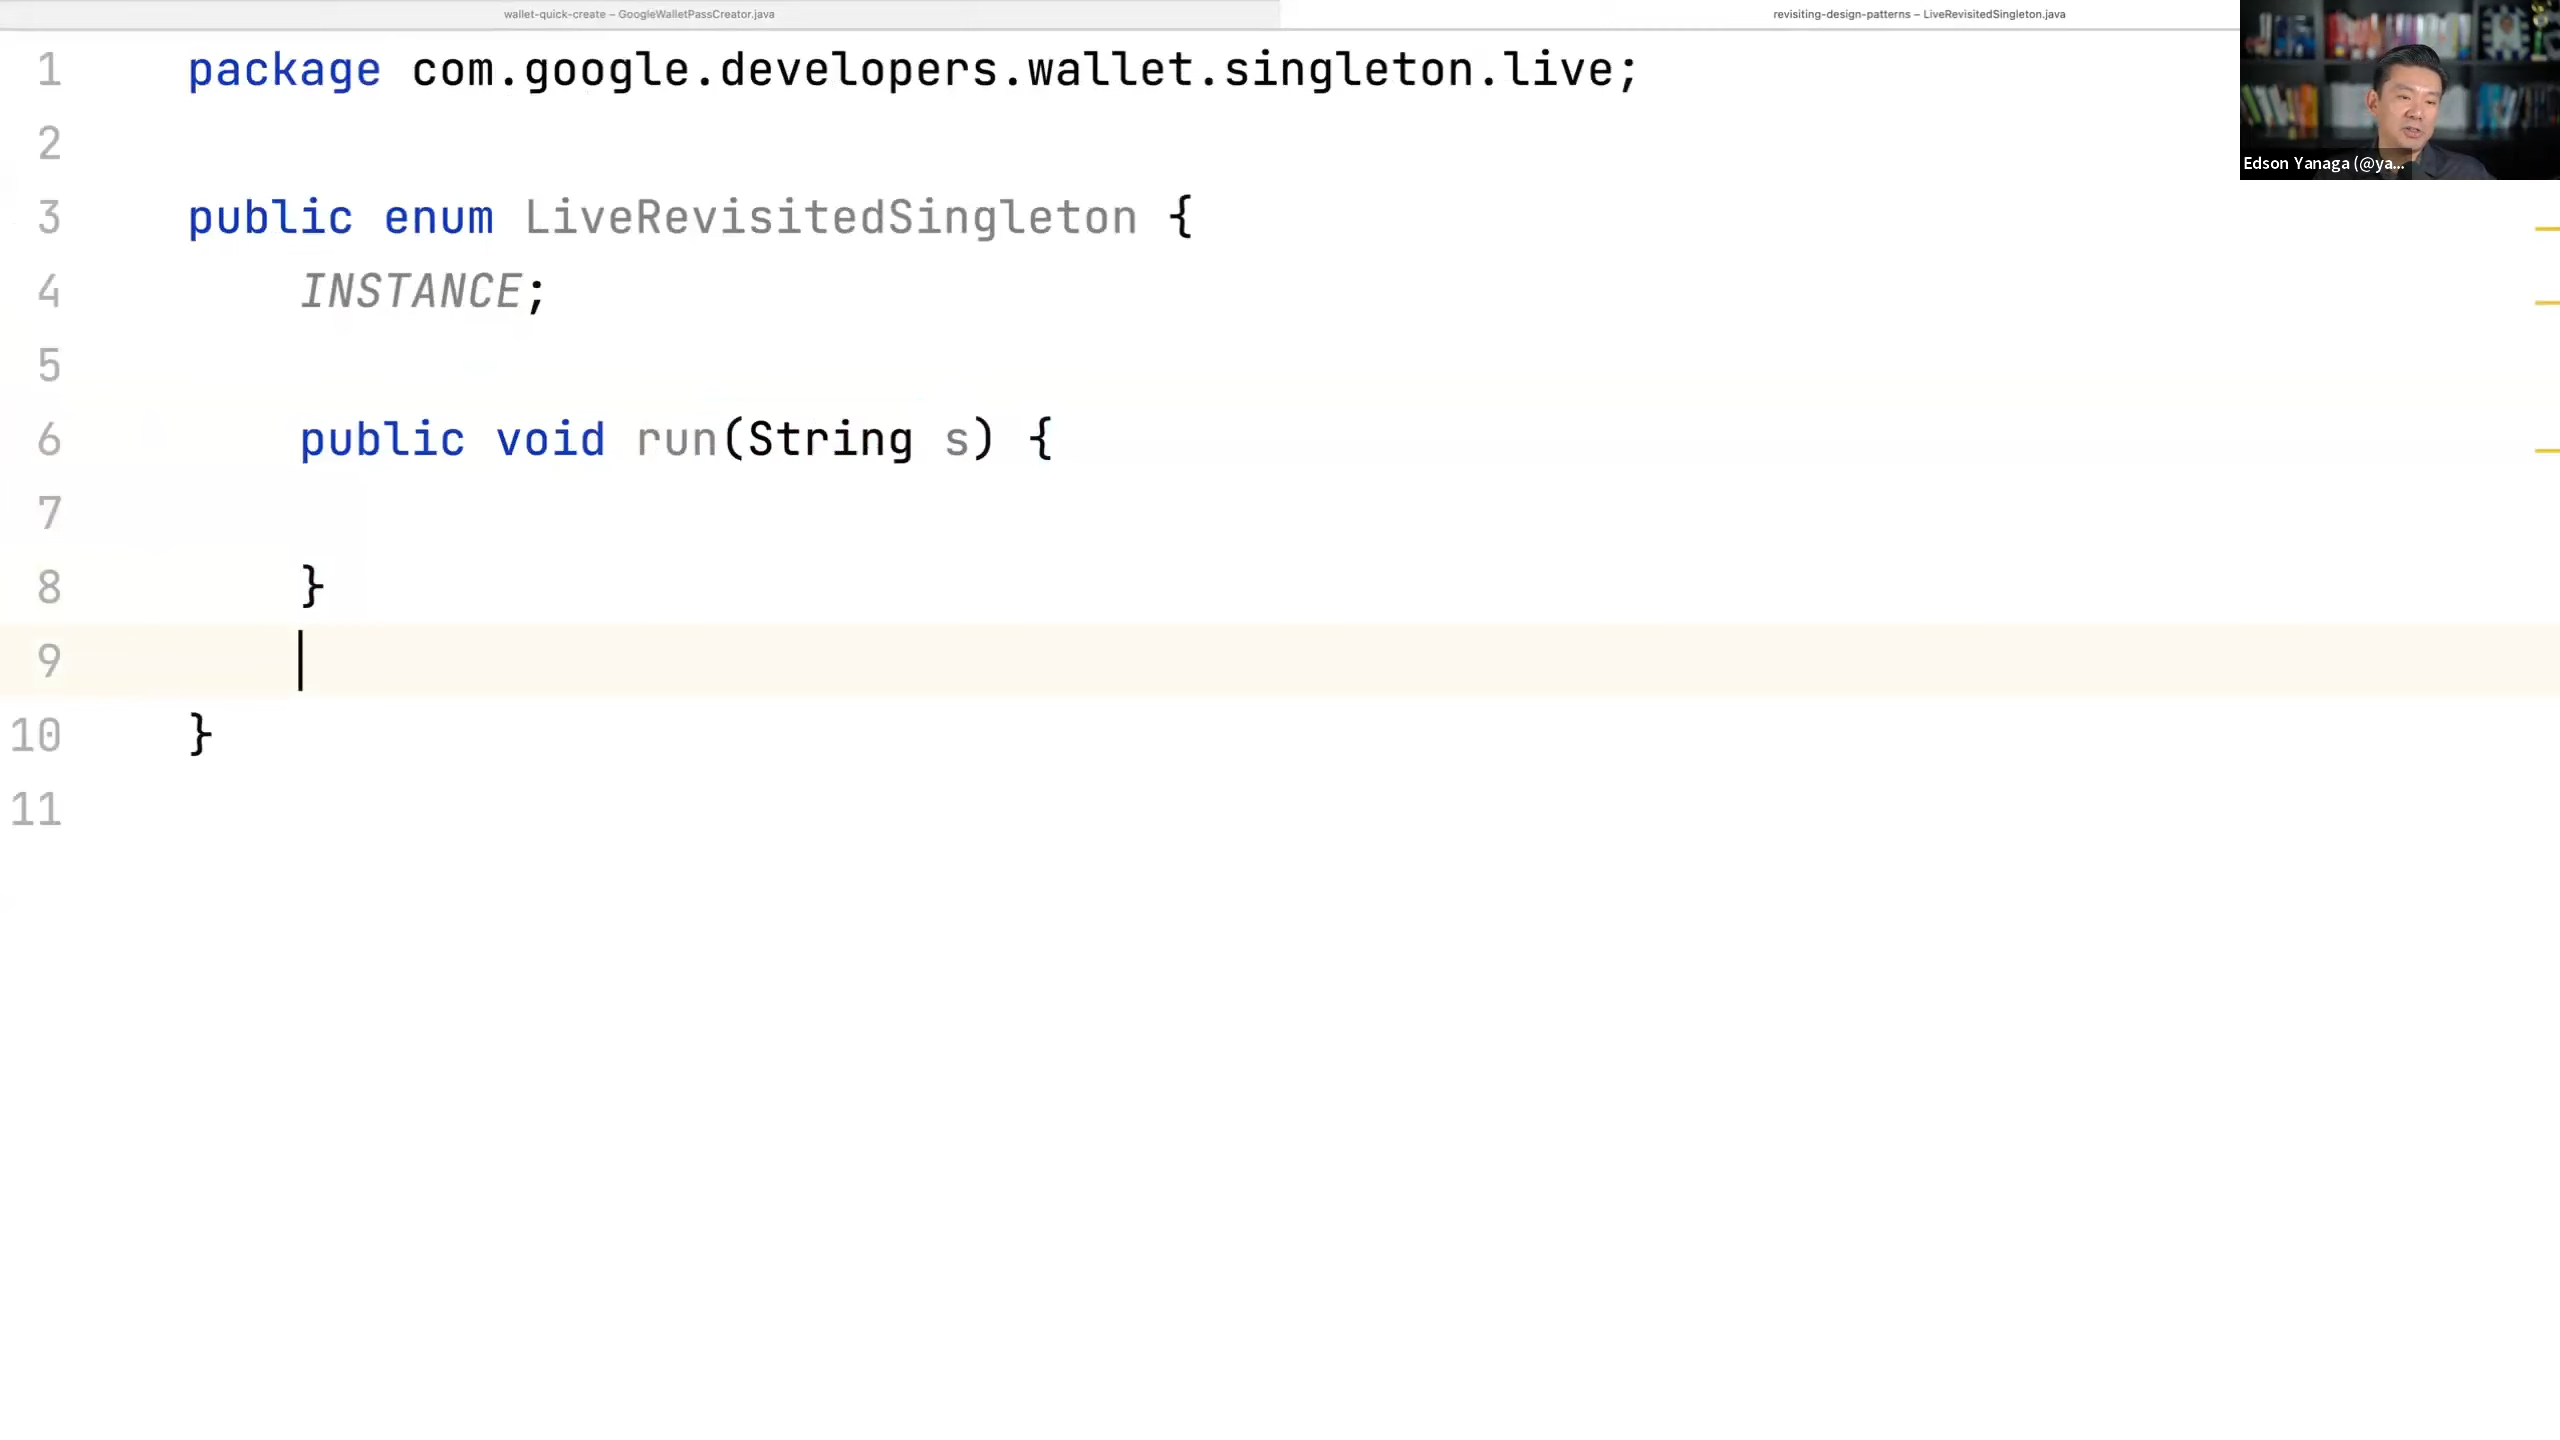 wallet-quick-create – GoogleWalletPassCreator.java
revisiting-design-patterns – LiveRevisitedSingleton.java
Edson Yanaga (@ya...
1 package com.google.developers.wallet.singleton.live;
2
3 public enum LiveRevisitedSingleton {
4 INSTANCE;
5
6 public void run(String s) {
7
8 }
9
10 }
11